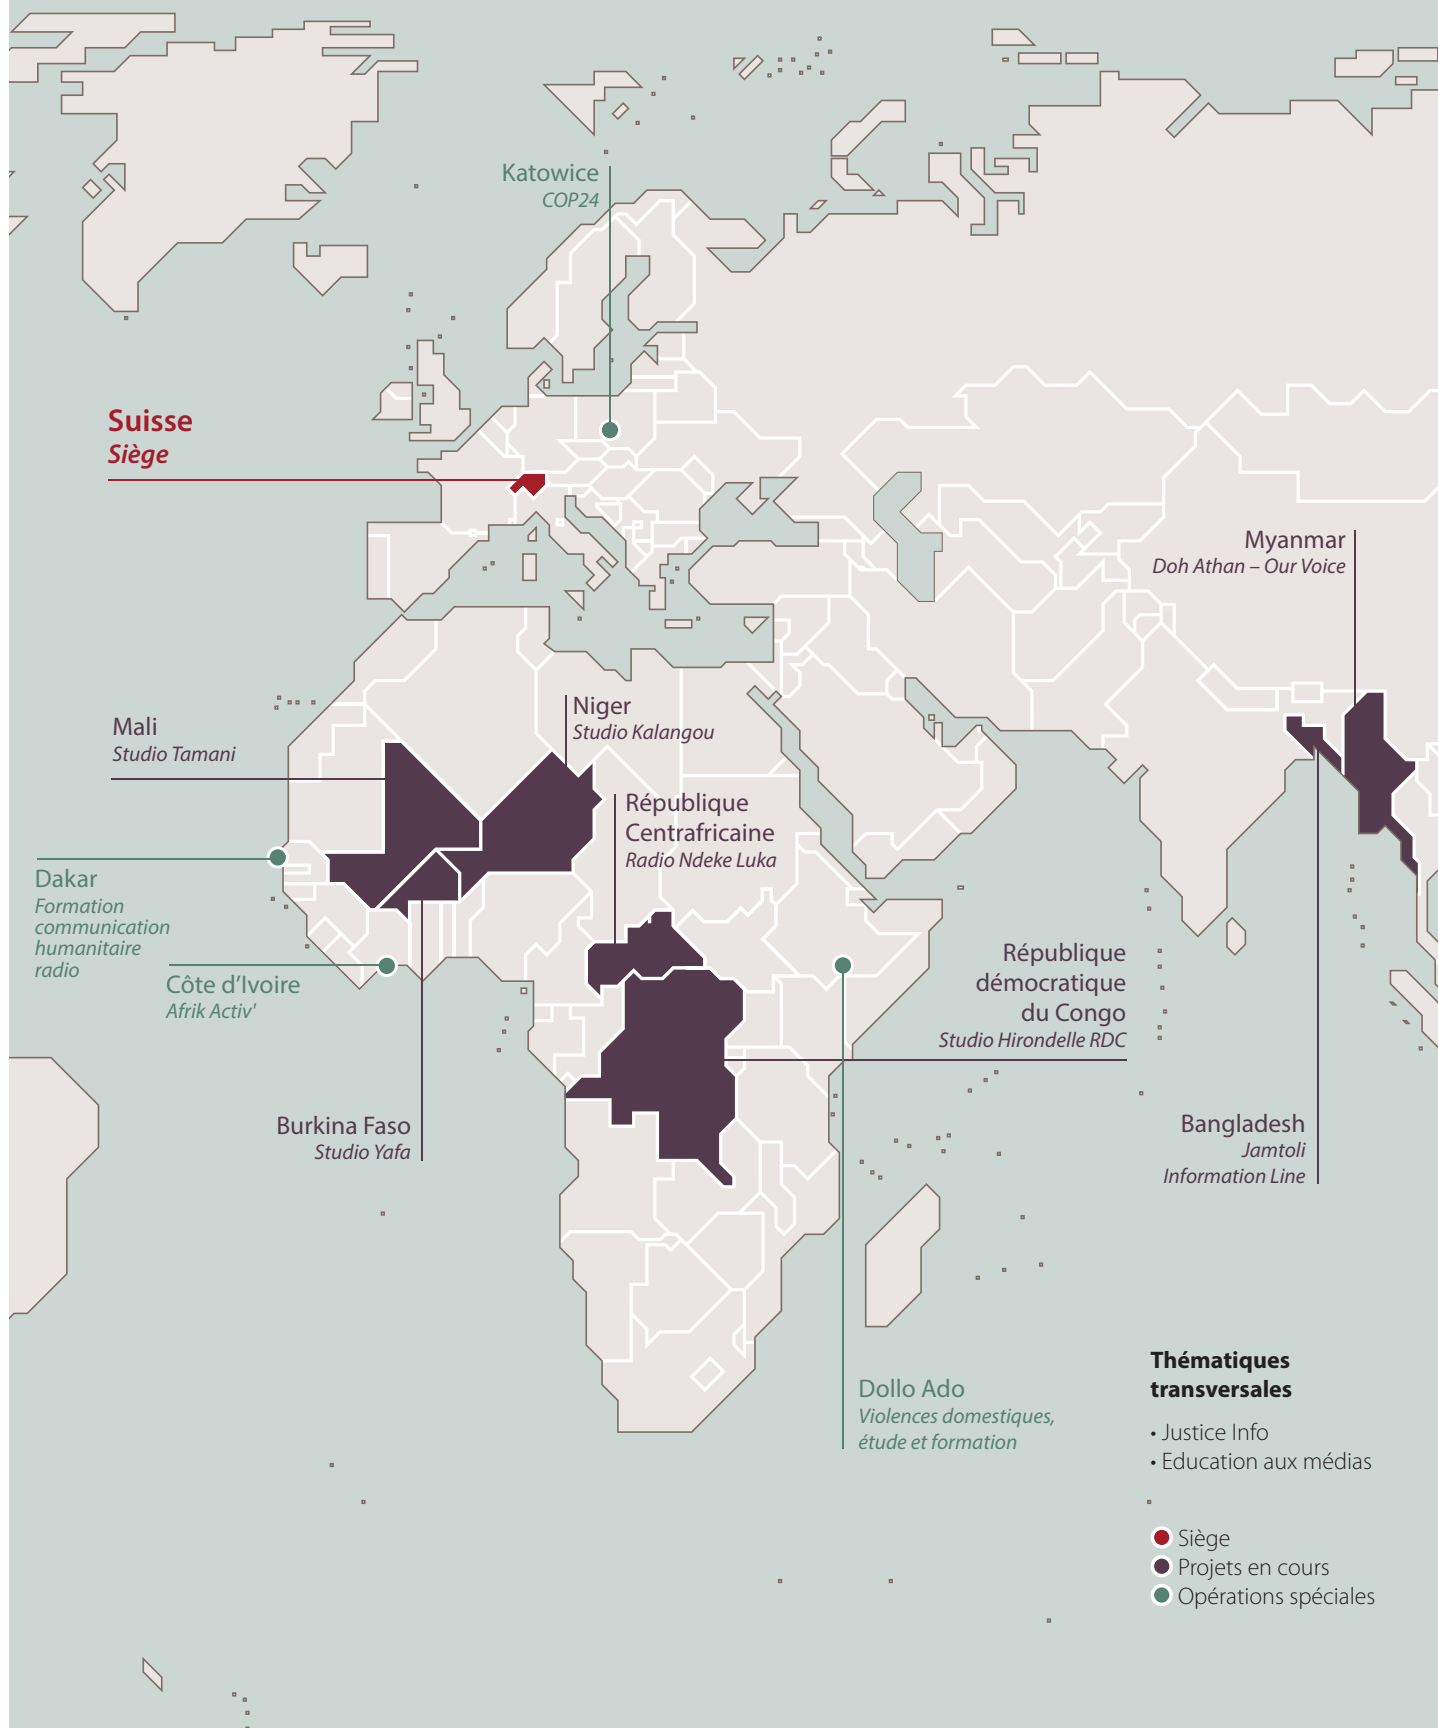 Katowice
COP24
Suisse
Siège
Myanmar
Doh Athan – Our Voice
Mali
Studio Tamani
Niger
Studio Kalangou
République
Centrafricaine
Radio Ndeke Luka
Dakar
Formation
communication
humanitaire
radio
Côte d'Ivoire
Afrik Activ'
République
démocratique
du Congo
Studio Hirondelle RDC
Burkina Faso
Studio Yafa
Bangladesh
Jamtoli
Information Line
Dollo Ado
Violences domestiques,
étude et formation
Thématiques
transversales
• Justice Info
• Education aux médias
Siège
Projets en cours
Opérations spéciales